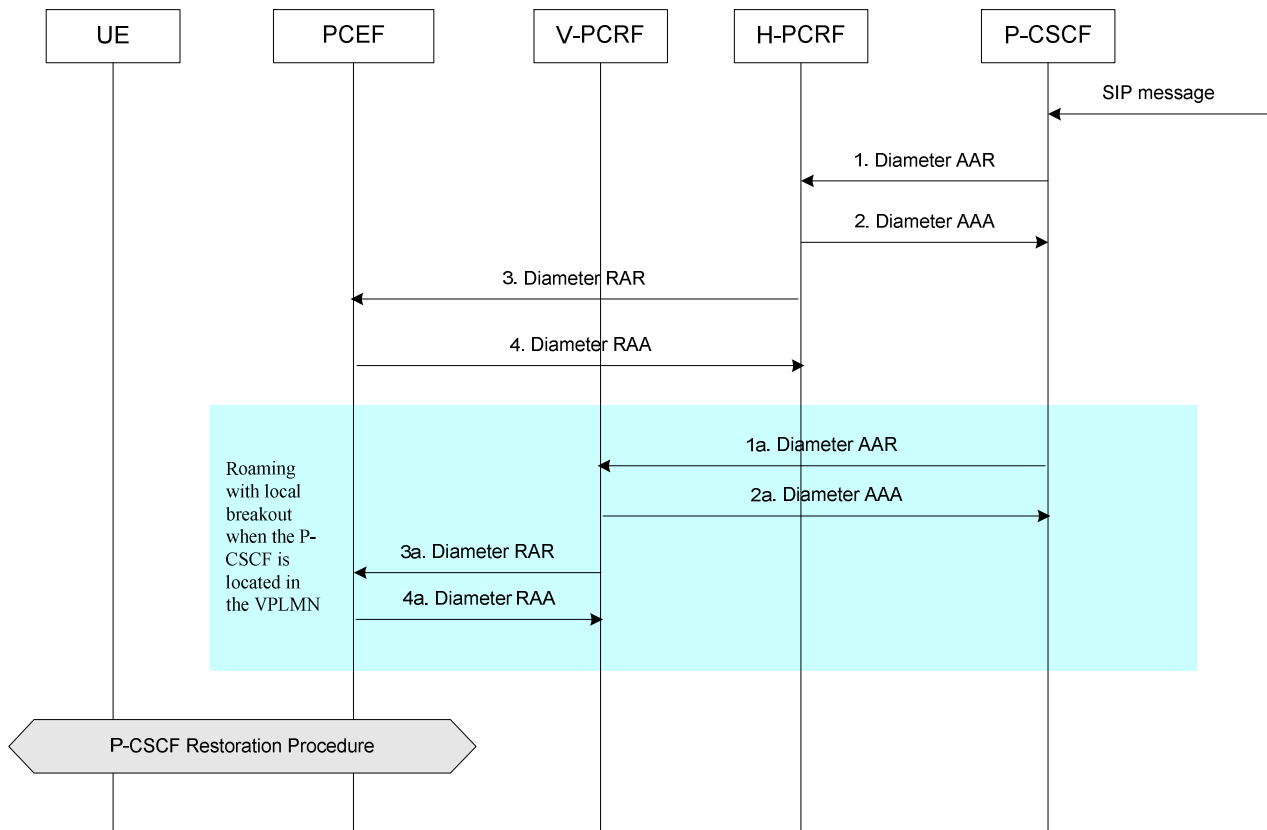 UE
PCEF
V-PCRF
H-PCRF
P-CSCF
SIP message
1. Diameter AAR
2. Diameter AAA
3. Diameter RAR
4. Diameter RAA
1a. Diameter AAR
2a. Diameter AAA
3a. Diameter RAR
4a. Diameter RAA
Roaming
with local
breakout
when the P-
CSCF is
located in
the VPLMN
P-CSCF Restoration Procedure